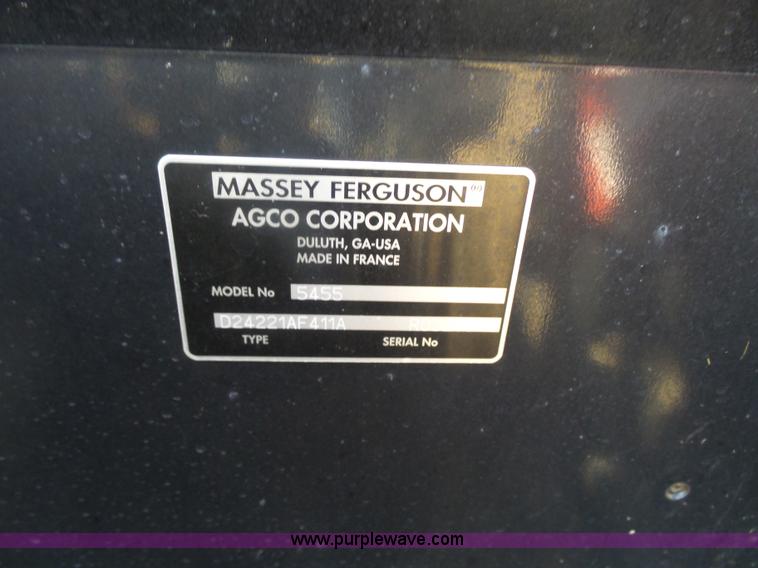 MASSEY FERGUSON
AGCO CORPORATION
DULUTH, GA-USA
MADE IN FRANCE
MODEL No 5455
D24221AF411A
TYPE SERIAL No
www.purplewave.com